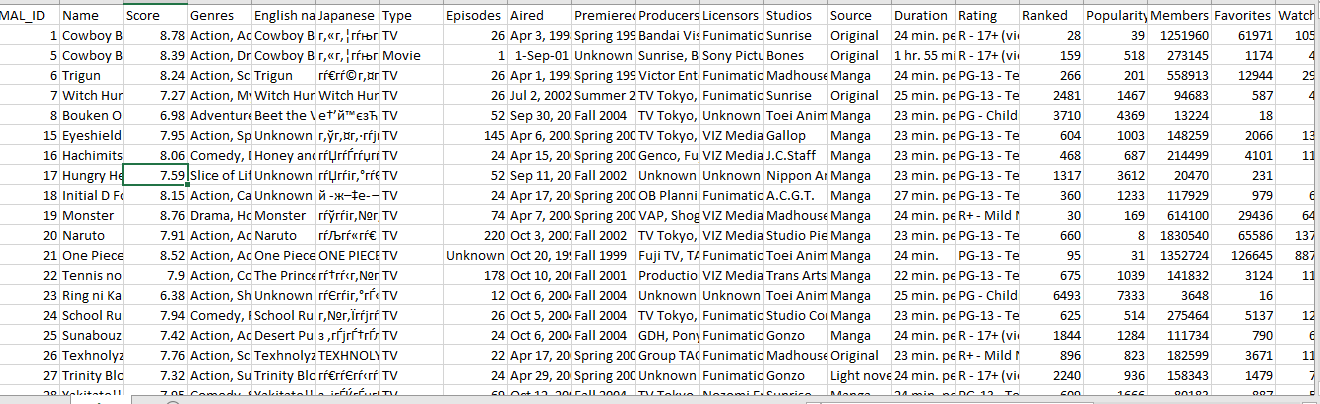 MAL_ID Name Score Genres English na Japanese Type Episodes Aired Premiered Producers Licensors Studios Source Duration Rating Ranked Popularity Members Favorites Watch
1 Cowboy B 8.78 Action, Ad Cowboy B TV 26 Apr 3, 199 Spring 199 Bandai Vis Funimatic Sunrise Original 24 min. pe R - 17+ (vi 28 39 1251960 61971 105
5 Cowboy B 8.39 Action, Dr Cowboy B Movie 1 1-Sep-01 Unknown Sunrise, B Sony Pictu Bones Original 1 hr. 55 mi R - 17+ (vi 159 518 273145 1174 4
6 Trigun 8.24 Action, Sc Trigun TV 26 Apr 1, 199 Spring 199 Victor Ent Funimatic Madhouse Manga 24 min. pe PG-13 - Te 266 201 558913 12944 29
7 Witch Hur 7.27 Action, My Witch Hur TV 26 Jul 2, 2002 Summer 2 TV Tokyo, Funimatic Sunrise Original 25 min. pe PG-13 - Te 2481 1467 94683 587 4
8 Bouken O 6.98 Adventure Beet the V TV 52 Sep 30, 20 Fall 2004 TV Tokyo, Unknown Toei Anim Manga 23 min. pe PG - Child 3710 4369 13224 18
15 Eyeshield 7.95 Action, Sp Unknown TV 145 Apr 6, 200 Spring 200 TV Tokyo, VIZ Media Gallop Manga 23 min. pe PG-13 - Te 604 1003 148259 2066 13
16 Hachimits 8.06 Comedy, Honey and TV 24 Apr 15, 20 Spring 200 Genco, Fu VIZ Media J.C.Staff Manga 23 min. pe PG-13 - Te 468 687 214499 4101 11
17 Hungry He 7.59 Slice of Lif Unknown TV 52 Sep 11, 20 Fall 2002 Unknown Unknown Nippon Ar Manga 23 min. pe PG-13 - Te 1317 3612 20470 231
18 Initial D Fo 8.15 Action, Ca Unknown TV 24 Apr 17, 20 Spring 200 OB Planni Funimatic A.C.G.T. Manga 27 min. pe PG-13 - Te 360 1233 117929 979 6
19 Monster 8.76 Drama, Ho Monster TV 74 Apr 7, 200 Spring 200 VAP, Shog VIZ Media Madhouse Manga 24 min. pe R+ - Mild N 30 169 614100 29436 64
20 Naruto 7.91 Action, Ad Naruto TV 220 Oct 3, 200 Fall 2002 TV Tokyo, VIZ Media Studio Pie Manga 23 min. pe PG-13 - Te 660 8 1830540 65586 137
21 One Piece 8.52 Action, Ad One Piece ONE PIECE TV Unknown Oct 20, 19 Fall 1999 Fuji TV, TA Funimatic Toei Anim Manga 24 min. PG-13 - Te 95 31 1352724 126645 887
22 Tennis no 7.9 Action, Co The Prince TV 178 Oct 10, 200 Fall 2001 Productio VIZ Media Trans Arts Manga 22 min. pe PG-13 - Te 675 1039 141832 3124 11
23 Ring ni Ka 6.38 Action, Sh Unknown TV 12 Oct 6, 2004 Fall 2004 Unknown Unknown Toei Anim Manga 25 min. pe PG - Child 6493 7333 3648 16
24 School Ru 7.94 Comedy, School Ru TV 26 Oct 5, 2004 Fall 2004 TV Tokyo, Funimatic Studio Co Manga 23 min. pe PG-13 - Te 625 514 275464 5137 12
25 Sunabouz 7.42 Action, Ad Desert Pu TV 24 Oct 6, 2004 Fall 2004 GDH, Pony Funimatic Gonzo Manga 24 min. pe R - 17+ (vi 1844 1284 111734 790 6
26 Texhnolyz 7.76 Action, Sc Texhnolyz TEXHNOLY TV 22 Apr 17, 20 Spring 200 Group TAC Funimatic Madhouse Original 23 min. pe R+ - Mild N 896 823 182599 3671 11
27 Trinity Blo 7.32 Action, Su Trinity Blo TV 24 Apr 29, 20 Spring 200 Unknown Funimatic Gonzo Light nove 24 min. pe R - 17+ (vi 2240 936 158343 1479 7